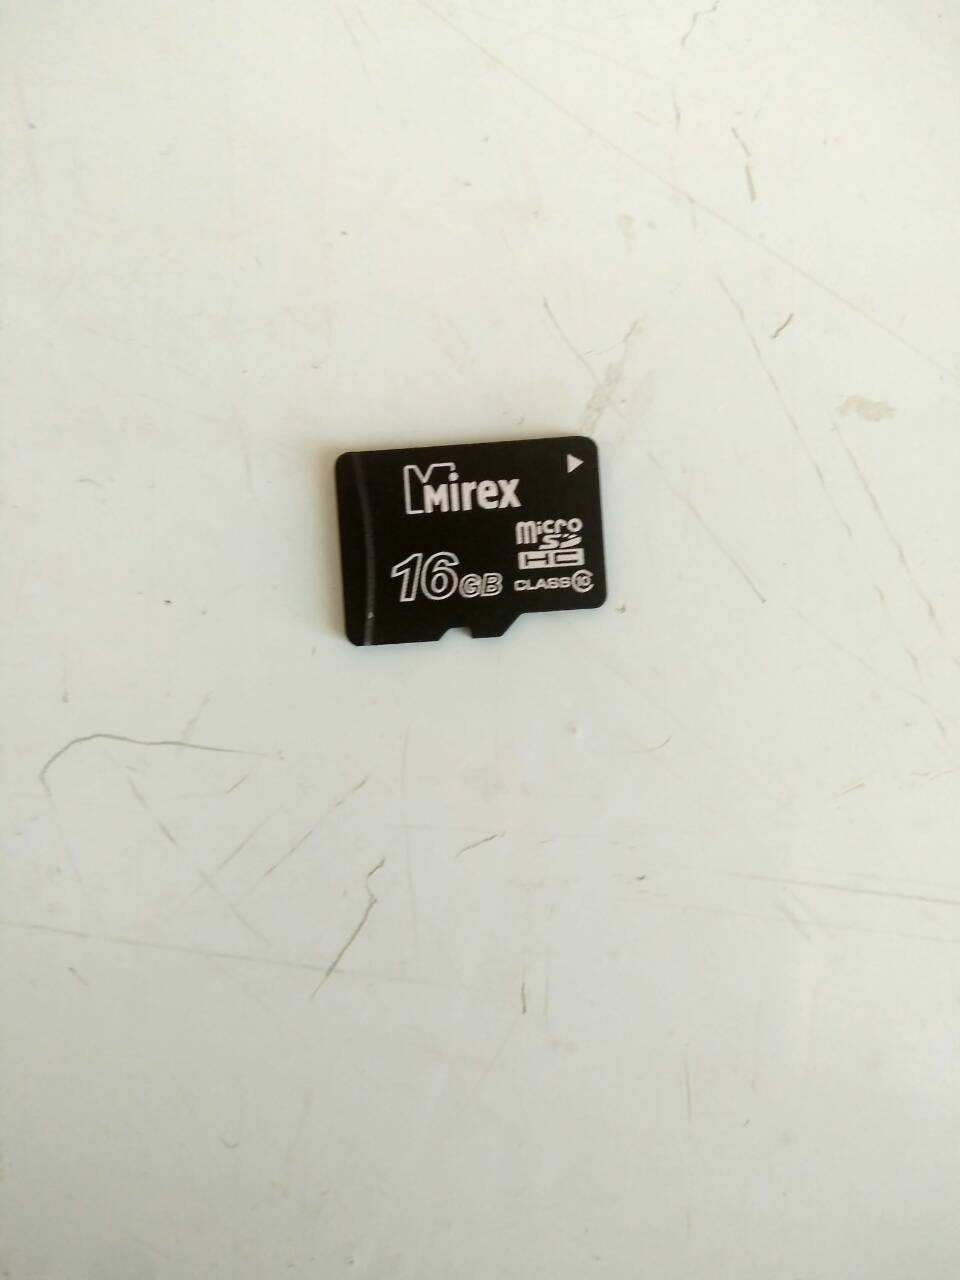 Mirex
micro
SD
HC
16GB
CLASS 10